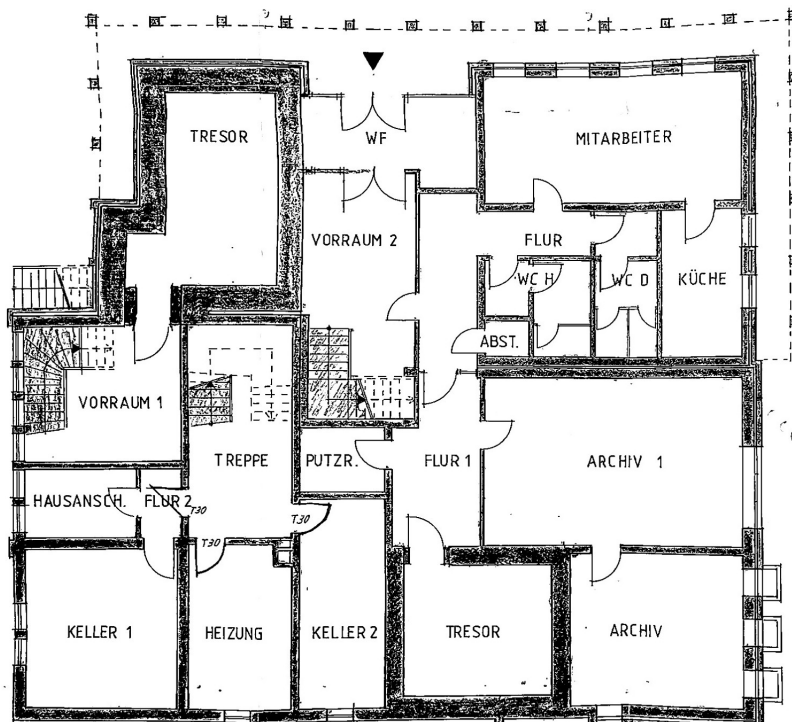 TRESOR
WF
MITARBEITER
VORRAUM 2
FLUR
WC H
WC D
KÜCHE
ABST.
VORRAUM 1
TREPPE
PUTZR.
FLUR 1
ARCHIV 1
HAUSANSCH.
FLUR 2
T30
T30
T30
KELLER 1
HEIZUNG
KELLER 2
TRESOR
ARCHIV